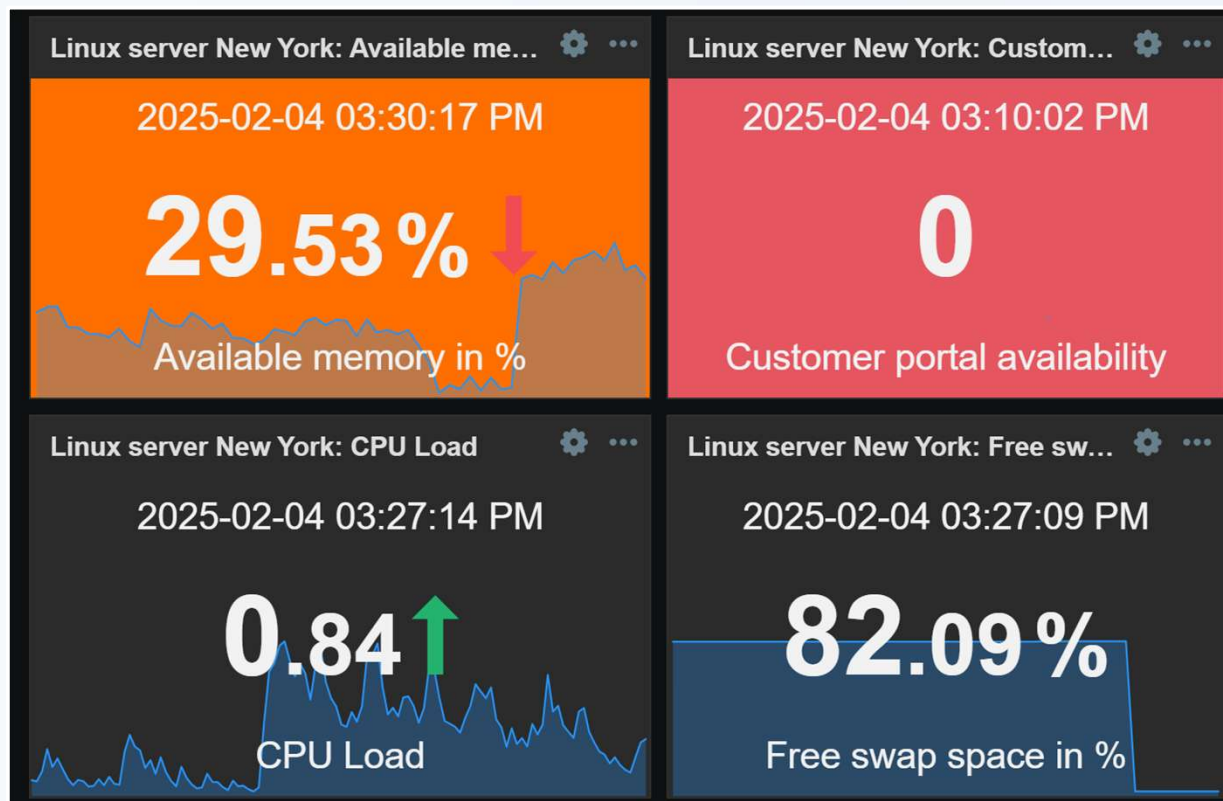 Linux server New York: Available me...
2025-02-04 03:30:17 PM
29.53%
Available memory in %
Linux server New York: Custom...
2025-02-04 03:10:02 PM
0
Customer portal availability
Linux server New York: CPU Load
2025-02-04 03:27:14 PM
0.84
CPU Load
Linux server New York: Free sw...
2025-02-04 03:27:09 PM
82.09%
Free swap space in %